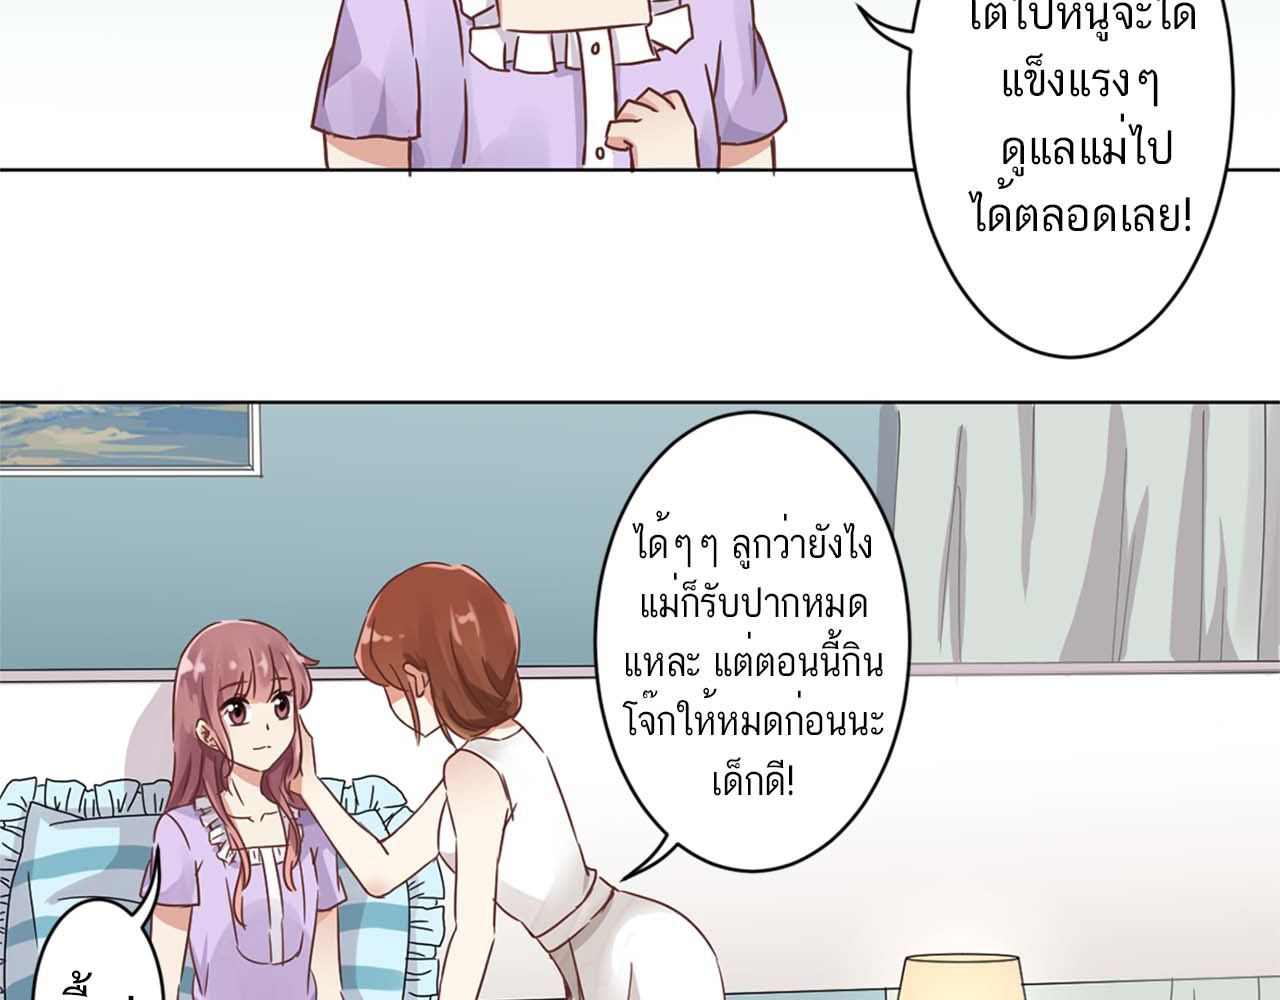 โตไปหนูจะได้
แข็งแรงๆ
ดูแลแม่ไป
ได้ตลอดเลย!
ได้ๆๆ ลูกว่ายังไง
แม่ก็รับปากหมด
แหละ แต่ตอนนี้กิน
โจ๊กให้หมดก่อนนะ
เด็กดี!